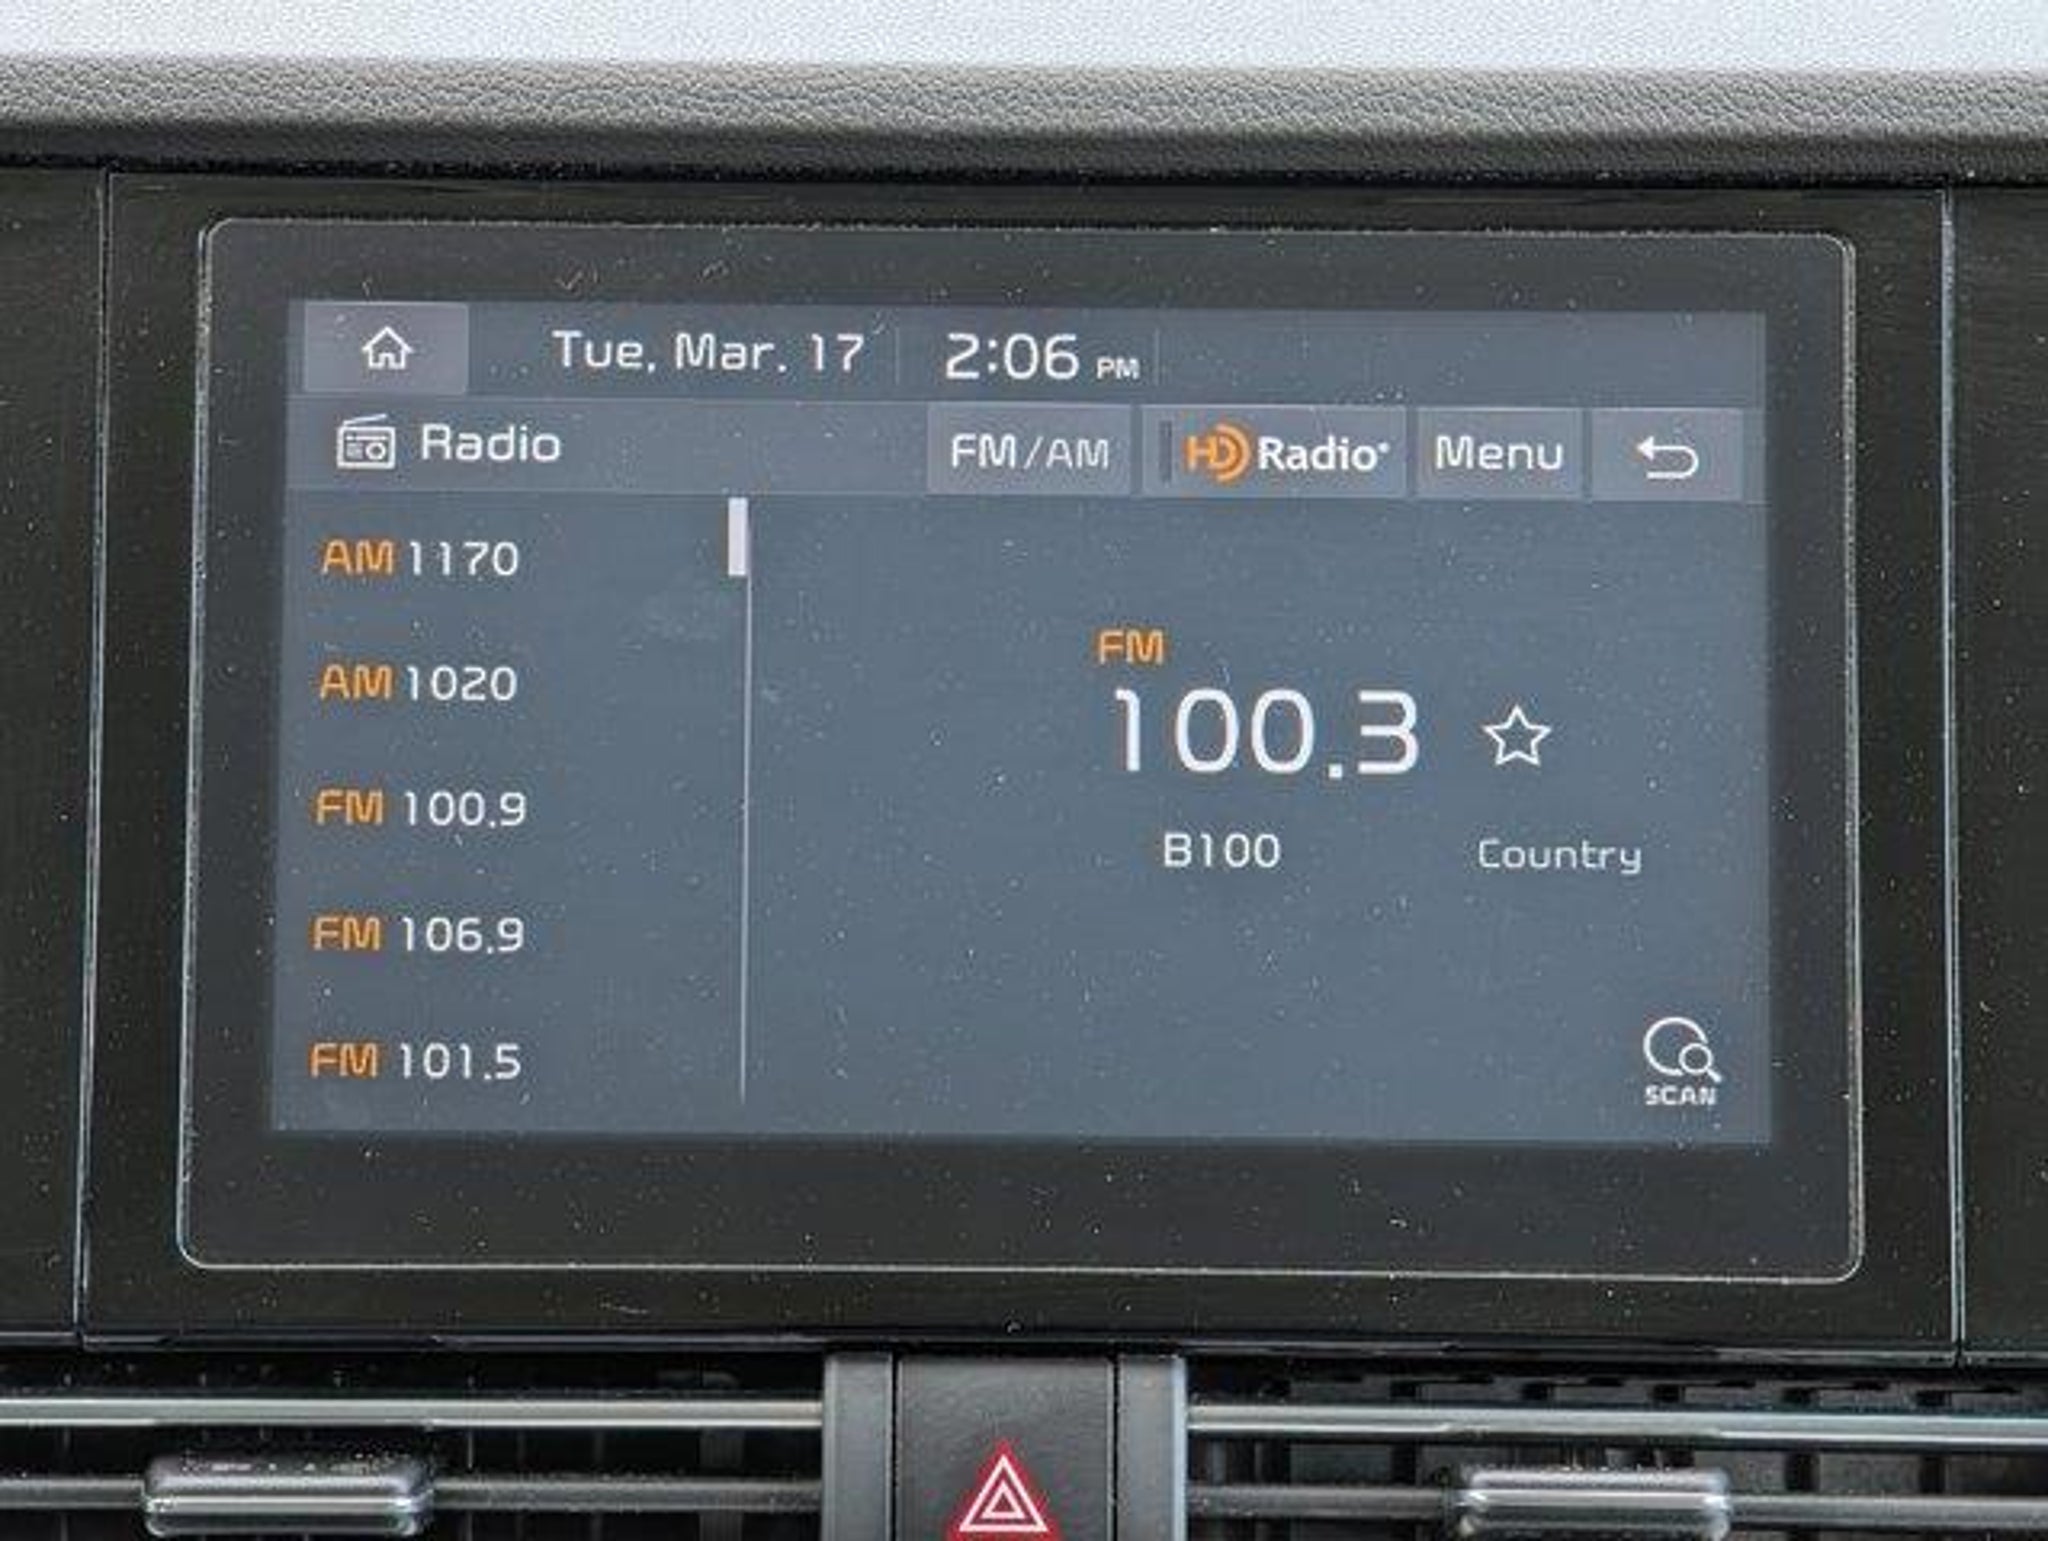 Tue, Mar. 17 2:06 PM
Radio FM/AM HD Radio Menu
AM 1170
AM 1020
FM 100.9
FM 106.9
FM 101.5
FM
100.3
B100 Country
SCAN